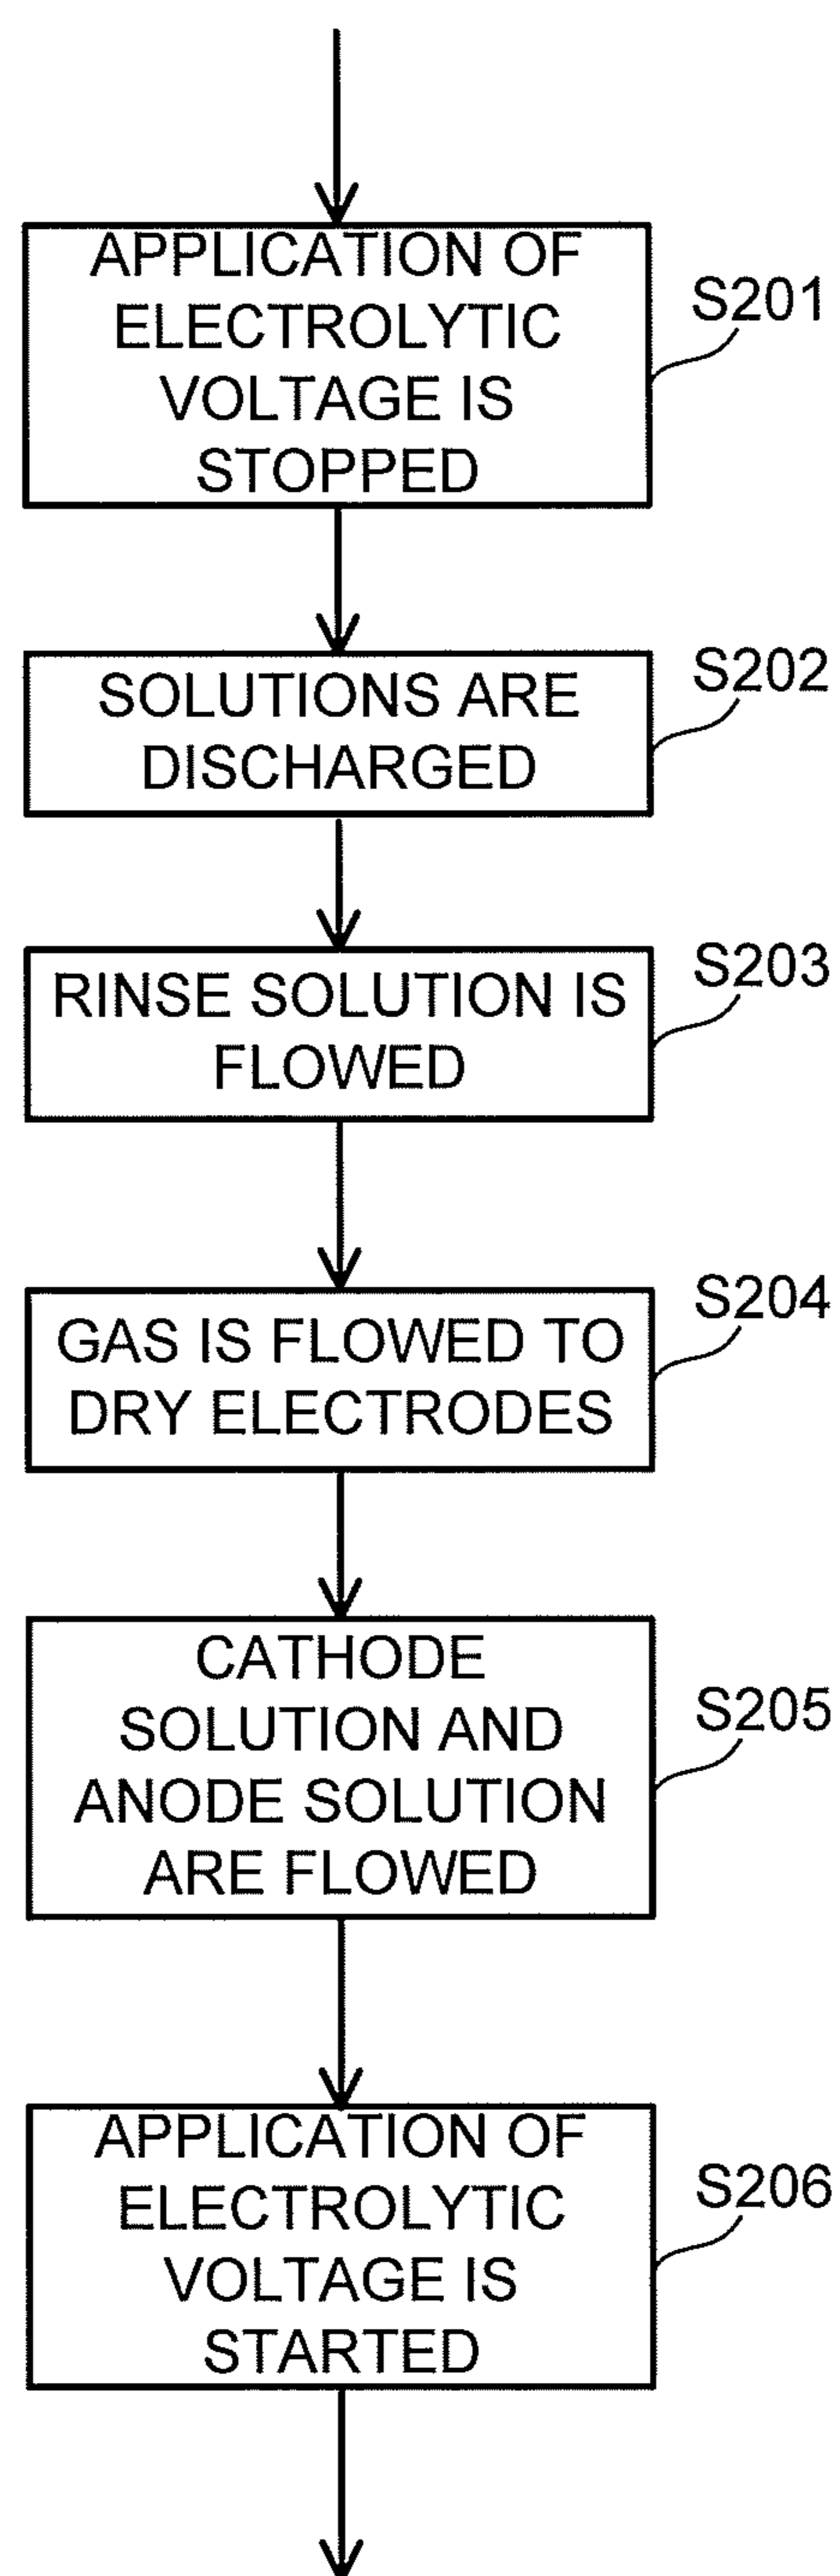 APPLICATION OF
ELECTROLYTIC
VOLTAGE IS
STOPPED
S201
SOLUTIONS ARE
DISCHARGED
S202
RINSE SOLUTION IS
FLOWED
S203
GAS IS FLOWED TO
DRY ELECTRODES
S204
CATHODE
SOLUTION AND
ANODE SOLUTION
ARE FLOWED
S205
APPLICATION OF
ELECTROLYTIC
VOLTAGE IS
STARTED
S206